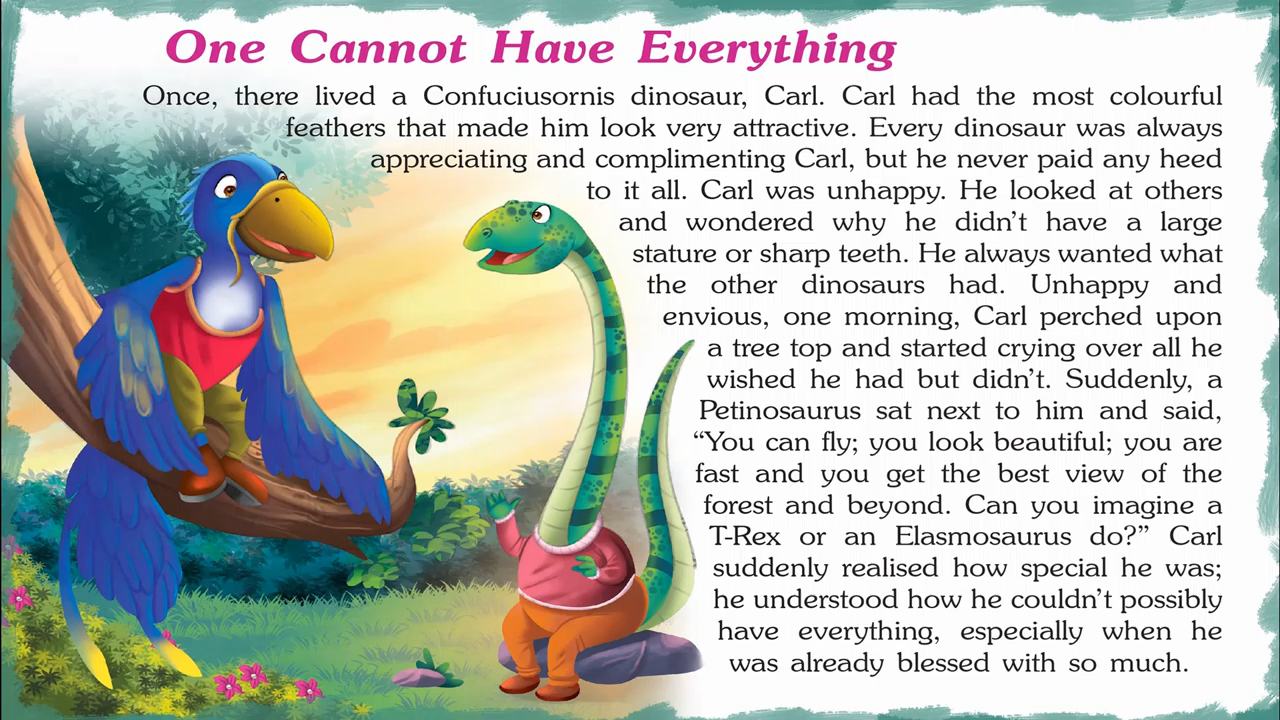 One Cannot Have Everything
Once, there lived a Confuciusornis dinosaur, Carl. Carl had the most colourful
feathers that made him look very attractive. Every dinosaur was always
appreciating and complimenting Carl, but he never paid any heed
to it all. Carl was unhappy. He looked at others
and wondered why he didn’t have a large
stature or sharp teeth. He always wanted what
the other dinosaurs had. Unhappy and
envious, one morning, Carl perched upon
a tree top and started crying over all he
wished he had but didn’t. Suddenly, a
Petinosaurus sat next to him and said,
“You can fly; you look beautiful; you are
fast and you get the best view of the
forest and beyond. Can you imagine a
T-Rex or an Elasmosaurus do?” Carl
suddenly realised how special he was;
he understood how he couldn’t possibly
have everything, especially when he
was already blessed with so much.